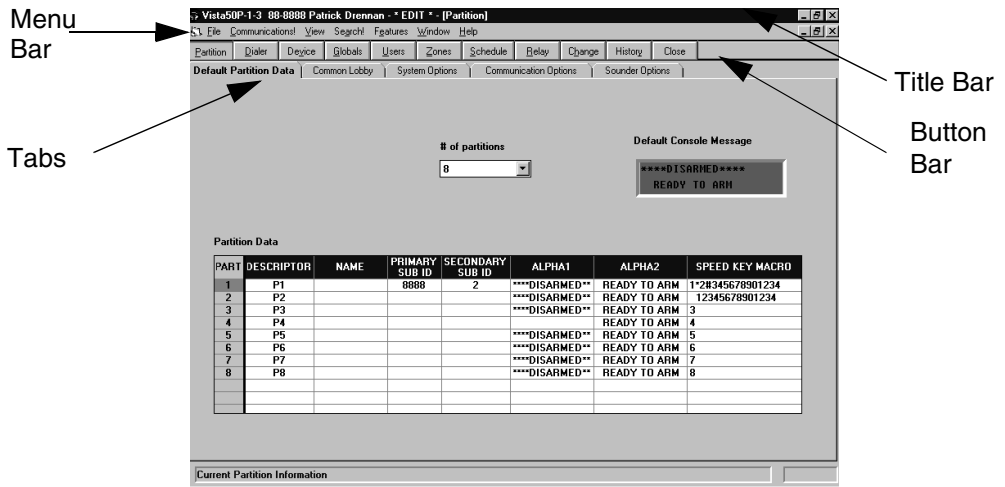 Menu Bar
Vista50P-1-3 88-8888 Patrick Drennan - * EDIT * - [Partition]
File Communications! View Search! Features Window Help
Partition Dialer Device Globals Users Zones Schedule Relay Change History Close
Default Partition Data Common Lobby System Options Communication Options Sounder Options
Title Bar
Button Bar
Tabs
# of partitions
8
Default Console Message
****DISARMED****
READY TO ARM
Partition Data
PART DESCRIPTOR NAME PRIMARY SUB ID SECONDARY SUB ID ALPHA1 ALPHA2 SPEED KEY MACRO
1 P1 8888 2 ****DISARMED** READY TO ARM 1*2#345678901234
2 P2 ****DISARMED** READY TO ARM 12345678901234
3 P3 ****DISARMED** READY TO ARM 3
4 P4 READY TO ARM 4
5 P5 ****DISARMED** READY TO ARM 5
6 P6 ****DISARMED** READY TO ARM 6
7 P7 ****DISARMED** READY TO ARM 7
8 P8 ****DISARMED** READY TO ARM 8
Current Partition Information